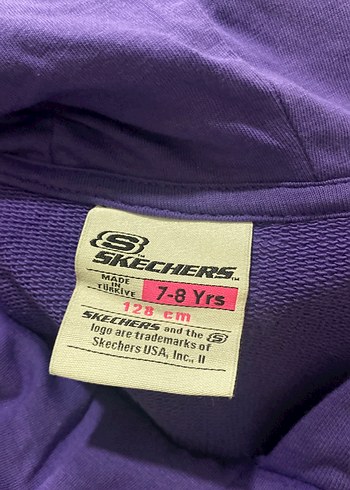 S
SKECHERS™
MADE
IN
TÜRKİYE
7-8 Yrs
128 cm
SKECHERS and the S
logo are trademarks of
Skechers USA, Inc., II